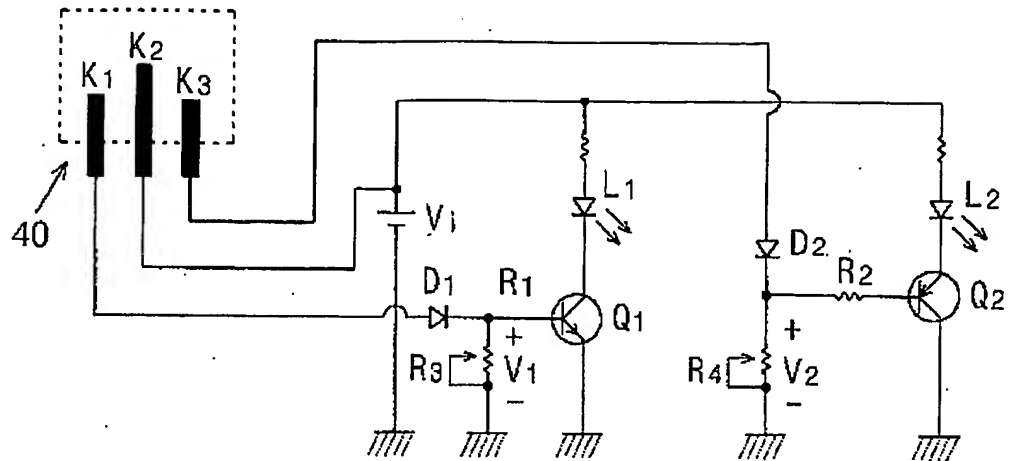 K1
K2
K3
40
Vi
L1
L2
D1
R1
Q1
D2
R2
Q2
R3
+
V1
-
R4
+
V2
-